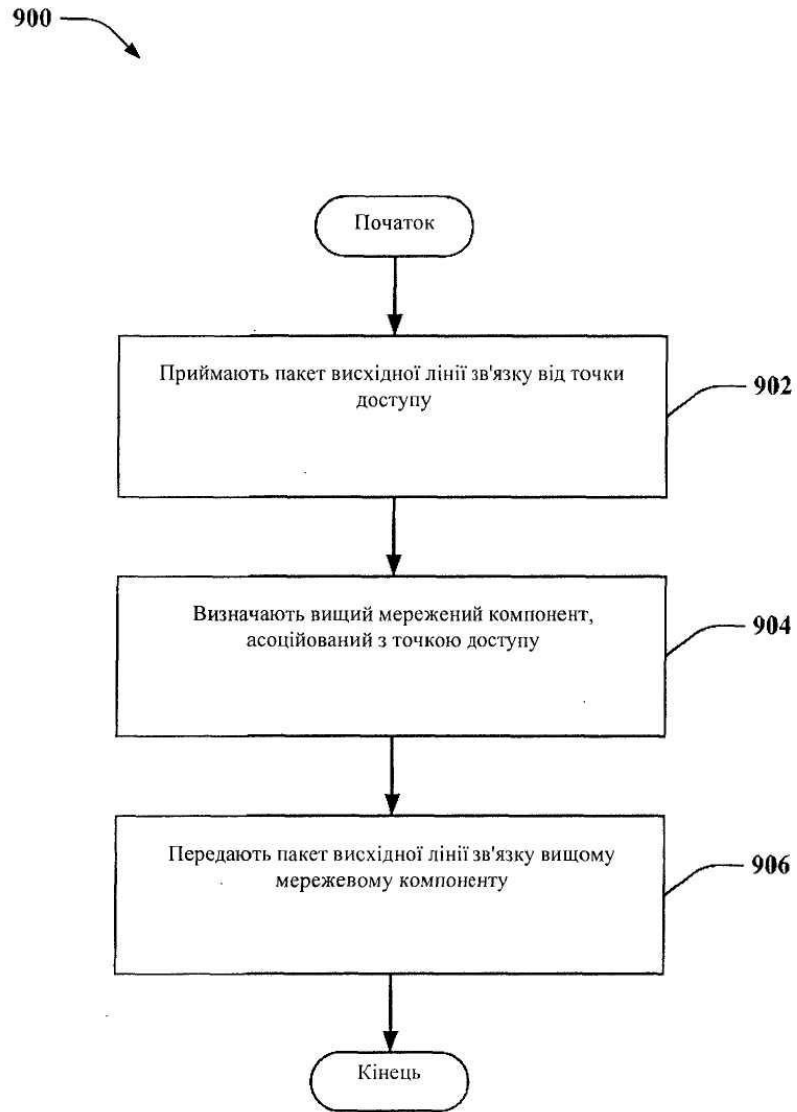 900
Початок
Приймають пакет висхідної лінії зв'язку від точки
доступу
902
Визначають вищий мережений компонент,
асоційований з точкою доступу
904
Передають пакет висхідної лінії зв'язку вищому
мережевому компоненту
906
Кінець